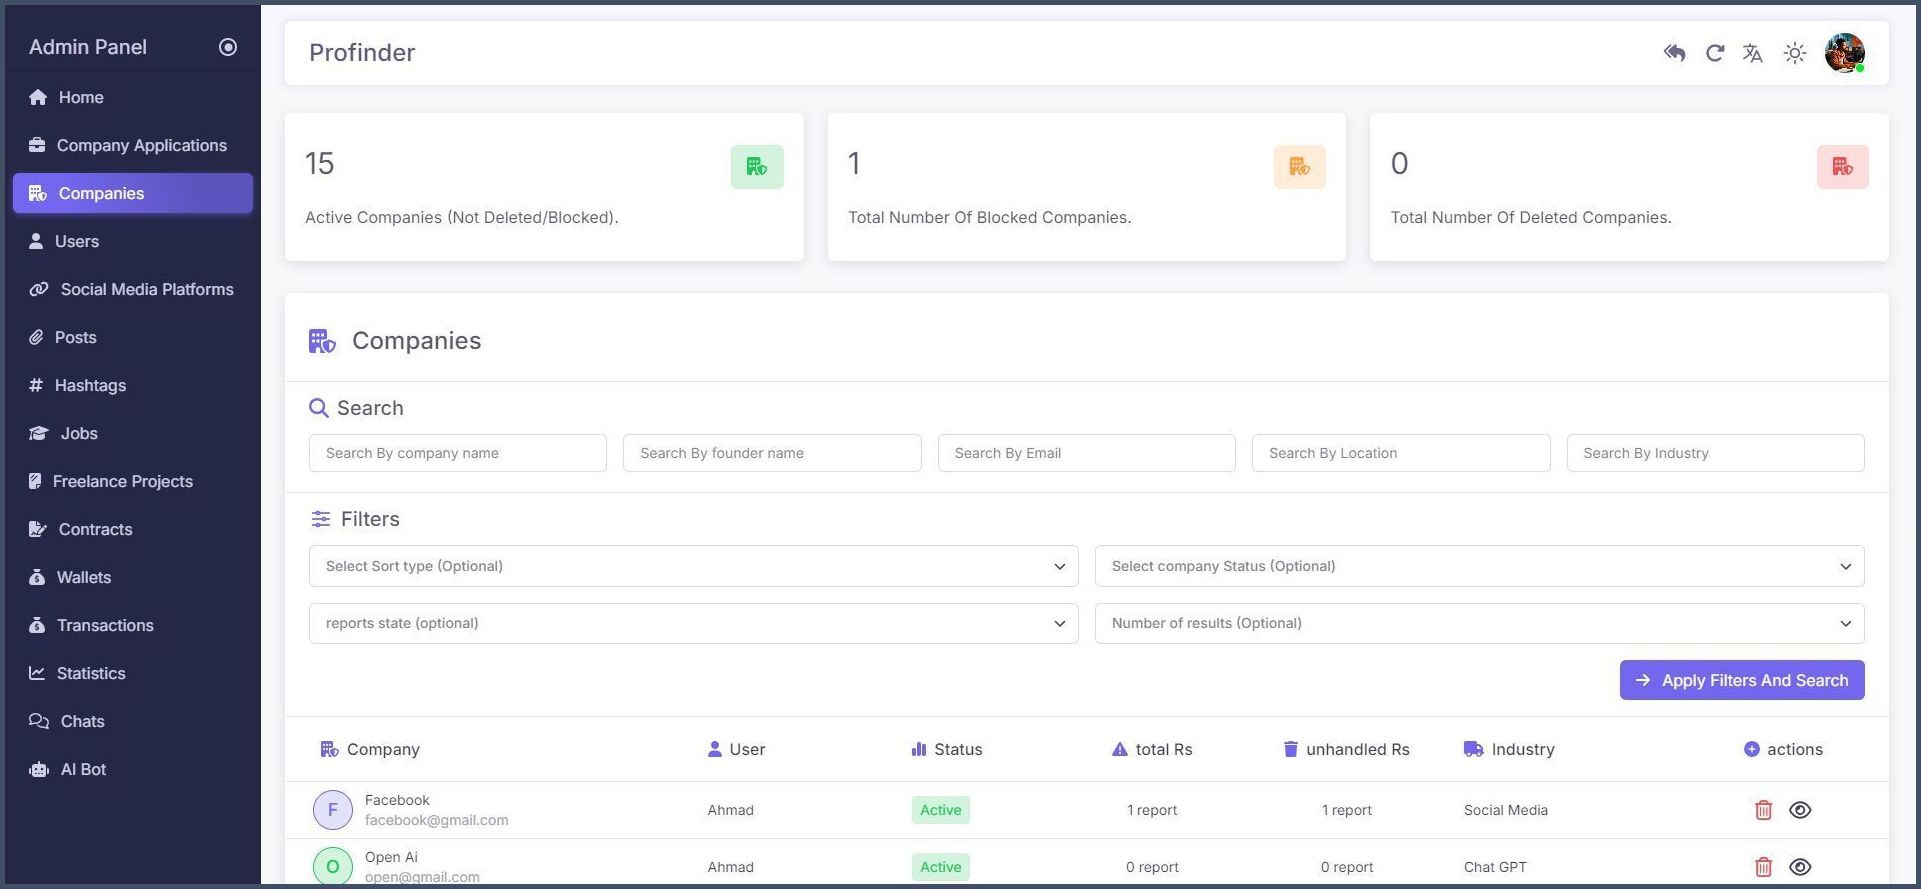 Admin Panel
Home
Company Applications
Companies
Users
Social Media Platforms
Posts
Hashtags
Jobs
Freelance Projects
Contracts
Wallets
Transactions
Statistics
Chats
AI Bot
Profinder
15
Active Companies (Not Deleted/Blocked).
1
Total Number Of Blocked Companies.
0
Total Number Of Deleted Companies.
Companies
Search
Search By company name
Search By founder name
Search By Email
Search By Location
Search By Industry
Filters
Select Sort type (Optional)
Select company Status (Optional)
reports state (optional)
Number of results (Optional)
Apply Filters And Search
Company User Status total Rs unhandled Rs Industry actions
F Facebook
facebook@gmail.com
Ahmad Active 1 report 1 report Social Media
O Open Ai
open@gmail.com
Ahmad Active 0 report 0 report Chat GPT